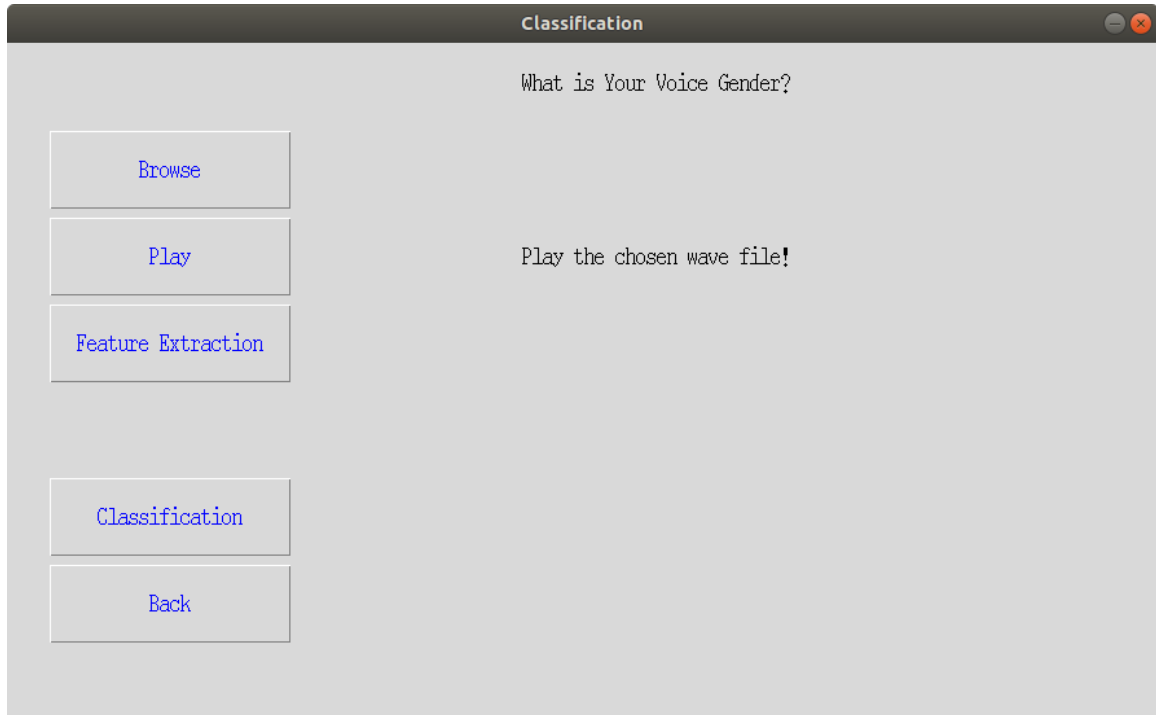 Classification
What is Your Voice Gender?
Browse
Play
Play the chosen wave file!
Feature Extraction
Classification
Back